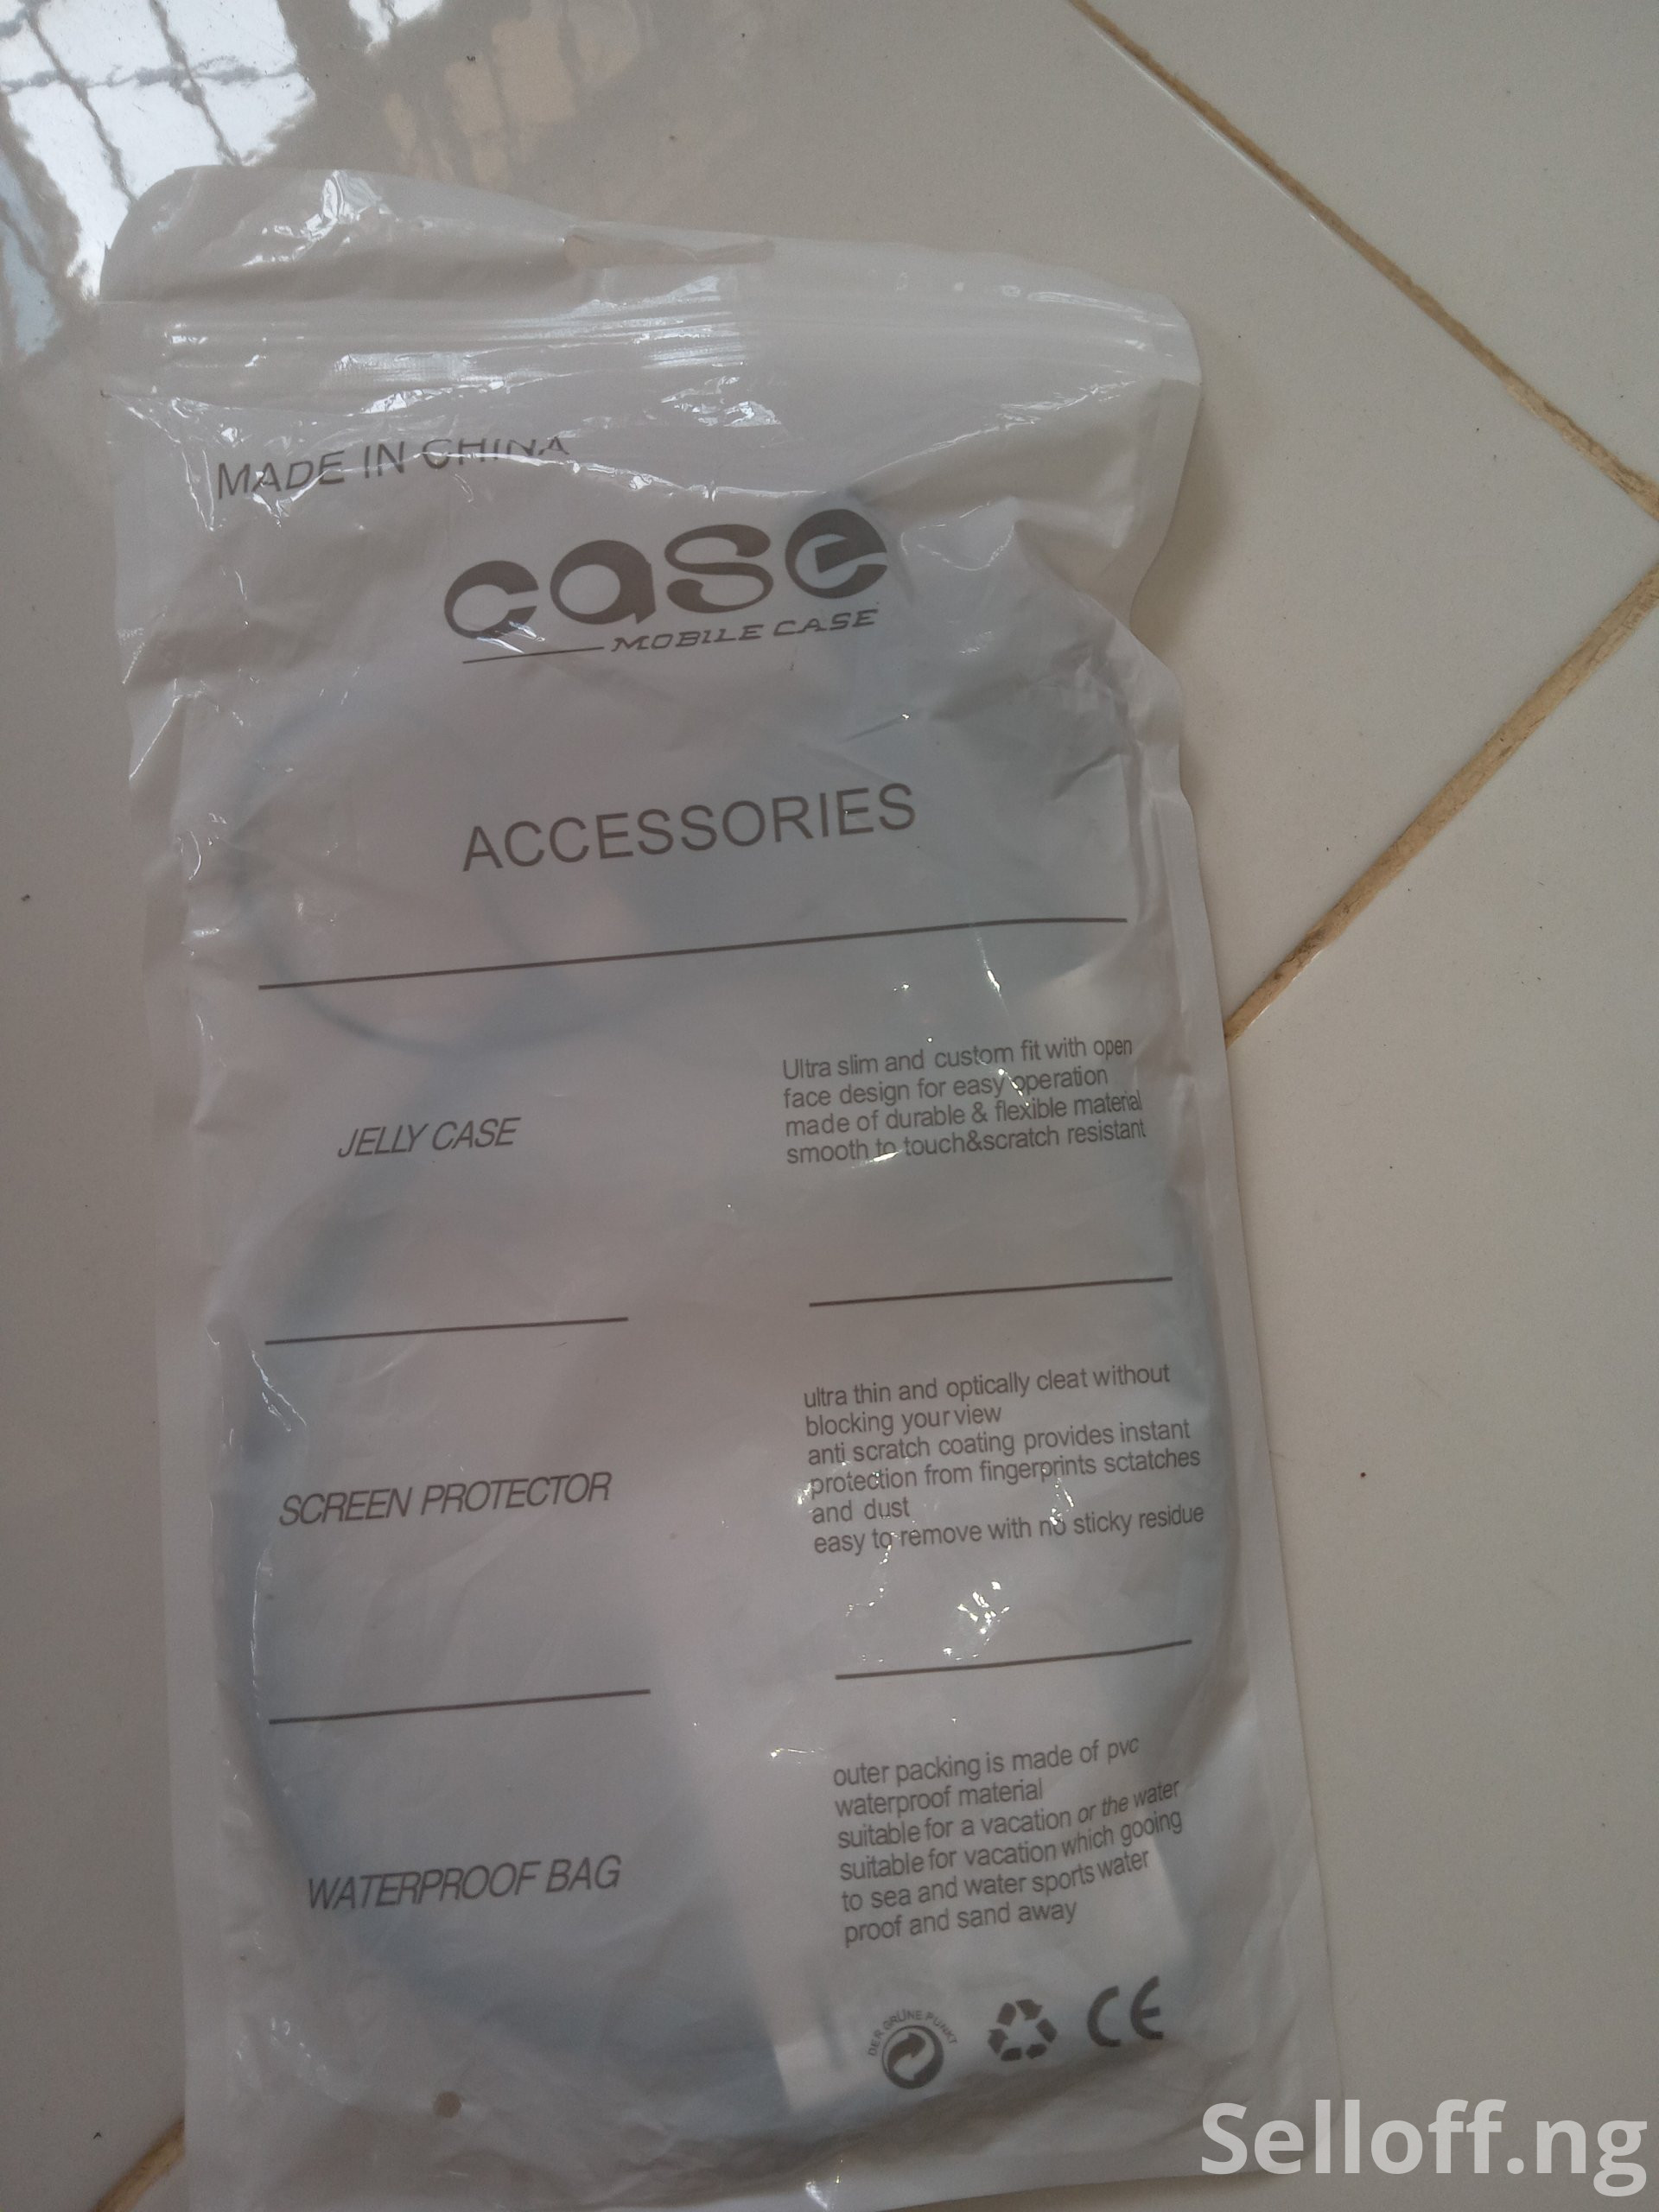 MADE IN CHINA
case
MOBILE CASE
ACCESSORIES
JELLY CASE
Ultra slim and custom fit with open
face design for easy operation
made of durable & flexible material
smooth to touch&scratch resistant
SCREEN PROTECTOR
ultra thin and optically cleat without
blocking your view
anti scratch coating provides instant
protection from fingerprints sctatches
and dust
easy to remove with no sticky residue
WATERPROOF BAG
outer packing is made of pvc
waterproof material
suitable for a vacation or the water
suitable for vacation which gooing
to sea and water sports water
proof and sand away
DER GRÜNE PUNKT
CE
Selloff.ng